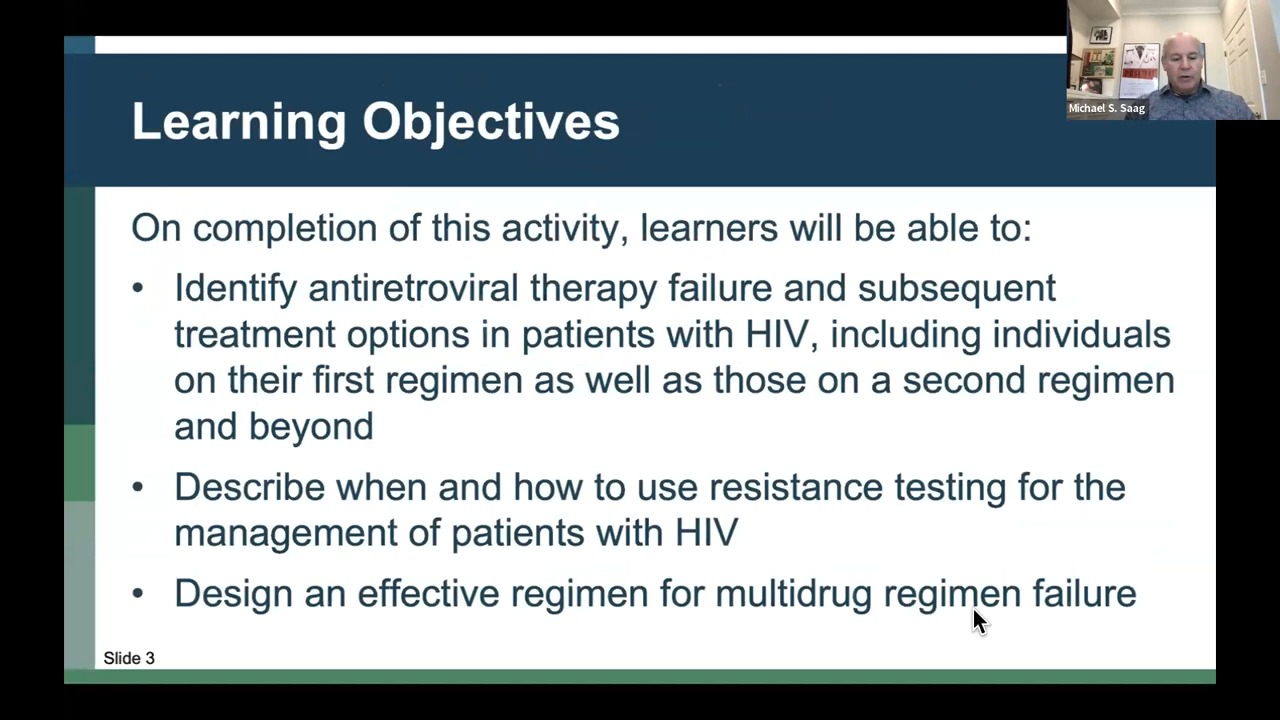 Learning Objectives
Michael S. Saag
On completion of this activity, learners will be able to:
• Identify antiretroviral therapy failure and subsequent
treatment options in patients with HIV, including individuals
on their first regimen as well as those on a second regimen
and beyond
• Describe when and how to use resistance testing for the
management of patients with HIV
• Design an effective regimen for multidrug regimen failure
Slide 3